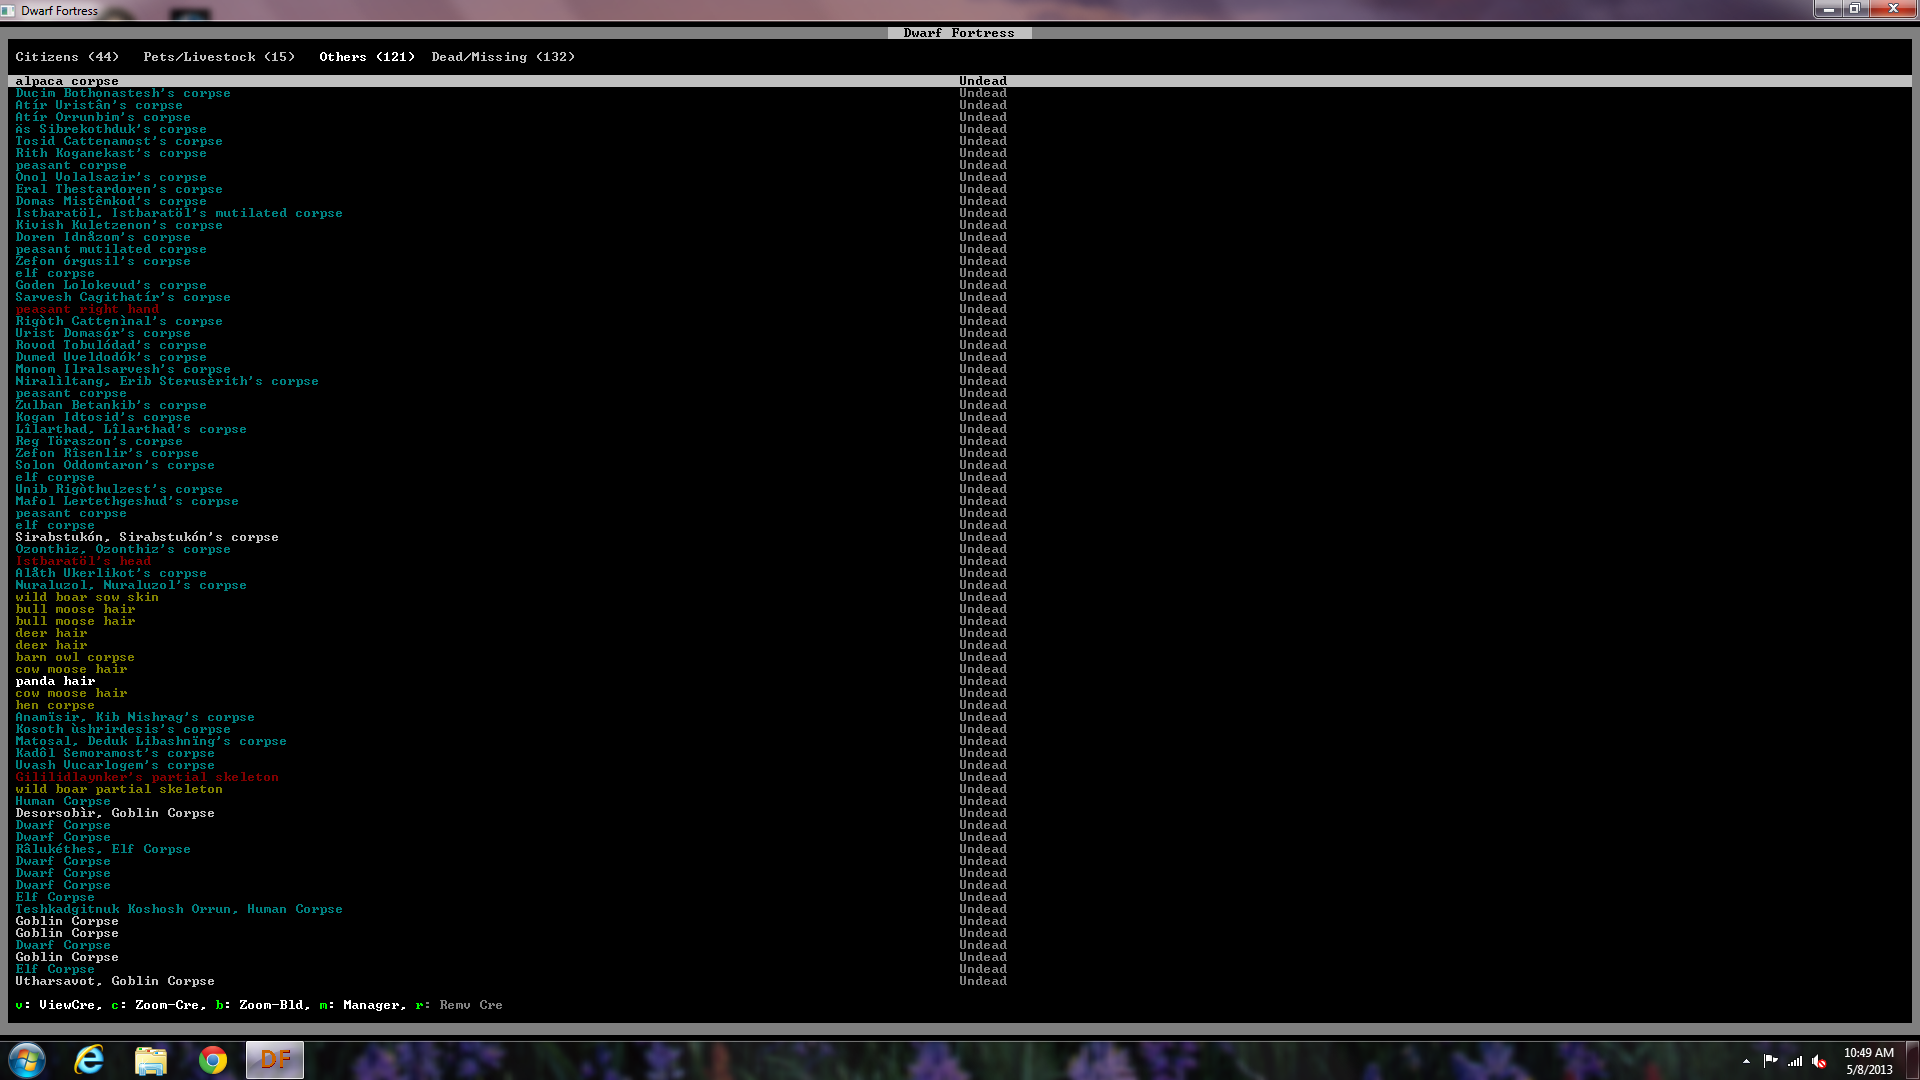 Dwarf Fortress
Dwarf Fortress
Citizens (44) Pets/Livestock (15) Others (121) Dead/Missing (132)
alpaca corpse Undead
Ducim Bothonastesh's corpse Undead
Atír Uristân's corpse Undead
Atír Orrunbim's corpse Undead
Äs Sibrekothduk's corpse Undead
Tosid Cattenamost's corpse Undead
Rith Koganekast's corpse Undead
peasant corpse Undead
Onol Volalsazir's corpse Undead
Eral Thestardoren's corpse Undead
Domas Mistêmkod's corpse Undead
Istbaratöl, Istbaratöl's mutilated corpse Undead
Kivish Kuletzenon's corpse Undead
Doren Idnåzom's corpse Undead
peasant mutilated corpse Undead
Zefon órgusil's corpse Undead
elf corpse Undead
Goden Lolokevud's corpse Undead
Sarvesh Cagithatír's corpse Undead
peasant right hand Undead
Rigòth Cattenìnal's corpse Undead
Urist Domasór's corpse Undead
Rovod Tobulódad's corpse Undead
Dumed Uveldodók's corpse Undead
Monom Ilralsarvesh's corpse Undead
Niralìltang, Erib Sterusèrith's corpse Undead
peasant corpse Undead
Zulban Betankib's corpse Undead
Kogan Idtosid's corpse Undead
Lîlarthad, Lîlarthad's corpse Undead
Reg Töraszon's corpse Undead
Zefon Rîsenlir's corpse Undead
Solon Oddomtaron's corpse Undead
elf corpse Undead
Unib Rigòthulzest's corpse Undead
Mafol Lertethgeshud's corpse Undead
peasant corpse Undead
elf corpse Undead
Sirabstukón, Sirabstukón's corpse Undead
Ozonthiz, Ozonthiz's corpse Undead
Istbaratöl's head Undead
Alåth Ukerlikot's corpse Undead
Nuraluzol, Nuraluzol's corpse Undead
wild boar sow skin Undead
bull moose hair Undead
bull moose hair Undead
deer hair Undead
deer hair Undead
barn owl corpse Undead
cow moose hair Undead
panda hair Undead
cow moose hair Undead
hen corpse Undead
Anamïsir, Kib Nishrag's corpse Undead
Kosoth ùshrirdesis's corpse Undead
Matosal, Deduk Libashnïng's corpse Undead
Kadôl Semoramost's corpse Undead
Uvash Vucarlogem's corpse Undead
Gililidlaynker's partial skeleton Undead
wild boar partial skeleton Undead
Human Corpse Undead
Desorsobìr, Goblin Corpse Undead
Dwarf Corpse Undead
Dwarf Corpse Undead
Râlukéthes, Elf Corpse Undead
Dwarf Corpse Undead
Dwarf Corpse Undead
Dwarf Corpse Undead
Elf Corpse Undead
Teshkadgitnuk Koshosh Orrun, Human Corpse Undead
Goblin Corpse Undead
Goblin Corpse Undead
Dwarf Corpse Undead
Goblin Corpse Undead
Elf Corpse Undead
Utharsavot, Goblin Corpse Undead
v: ViewCre, c: Zoom-Cre, b: Zoom-Bld, m: Manager, r: Remv Cre
DF
10:49 AM
5/8/2013